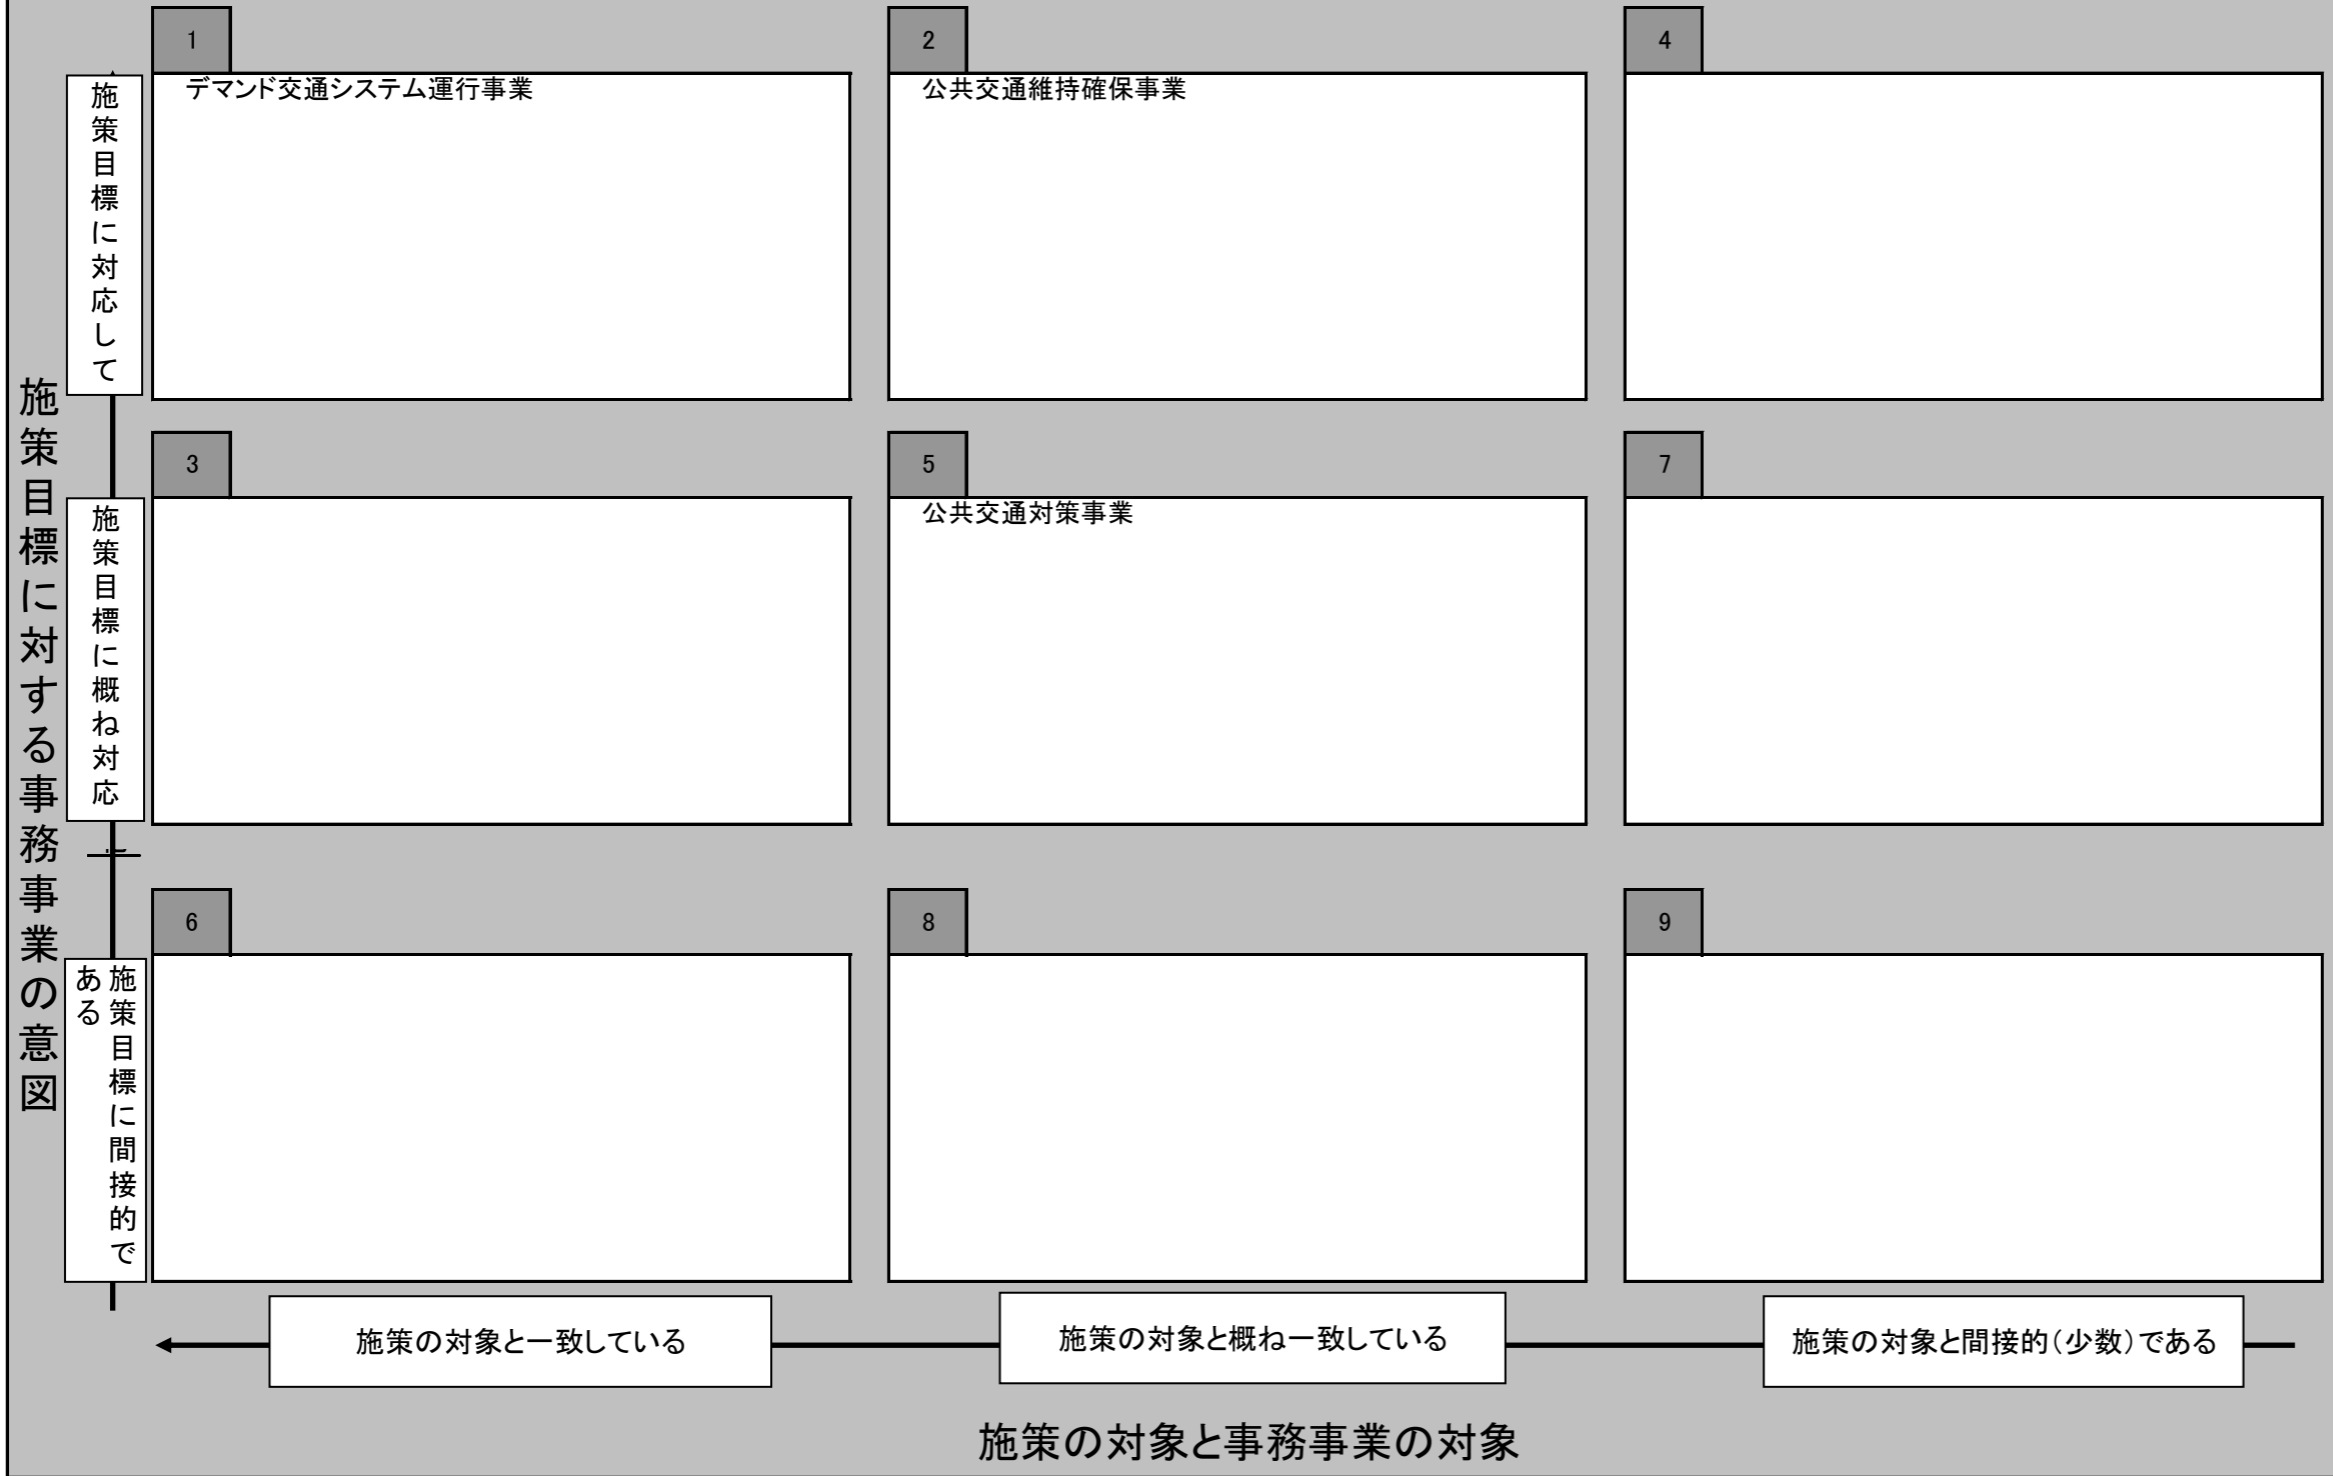 1
2
4
デマンド交通システム運行事業
公共交通維持確保事業
施策目標に対応して
3
5
7
公共交通対策事業
施策目標に概ね対応
施策目標に対する事務事業の意図
6
8
9
施策目標に間接的で
ある
施策の対象と一致している
施策の対象と概ね一致している
施策の対象と間接的(少数)である
施策の対象と事務事業の対象